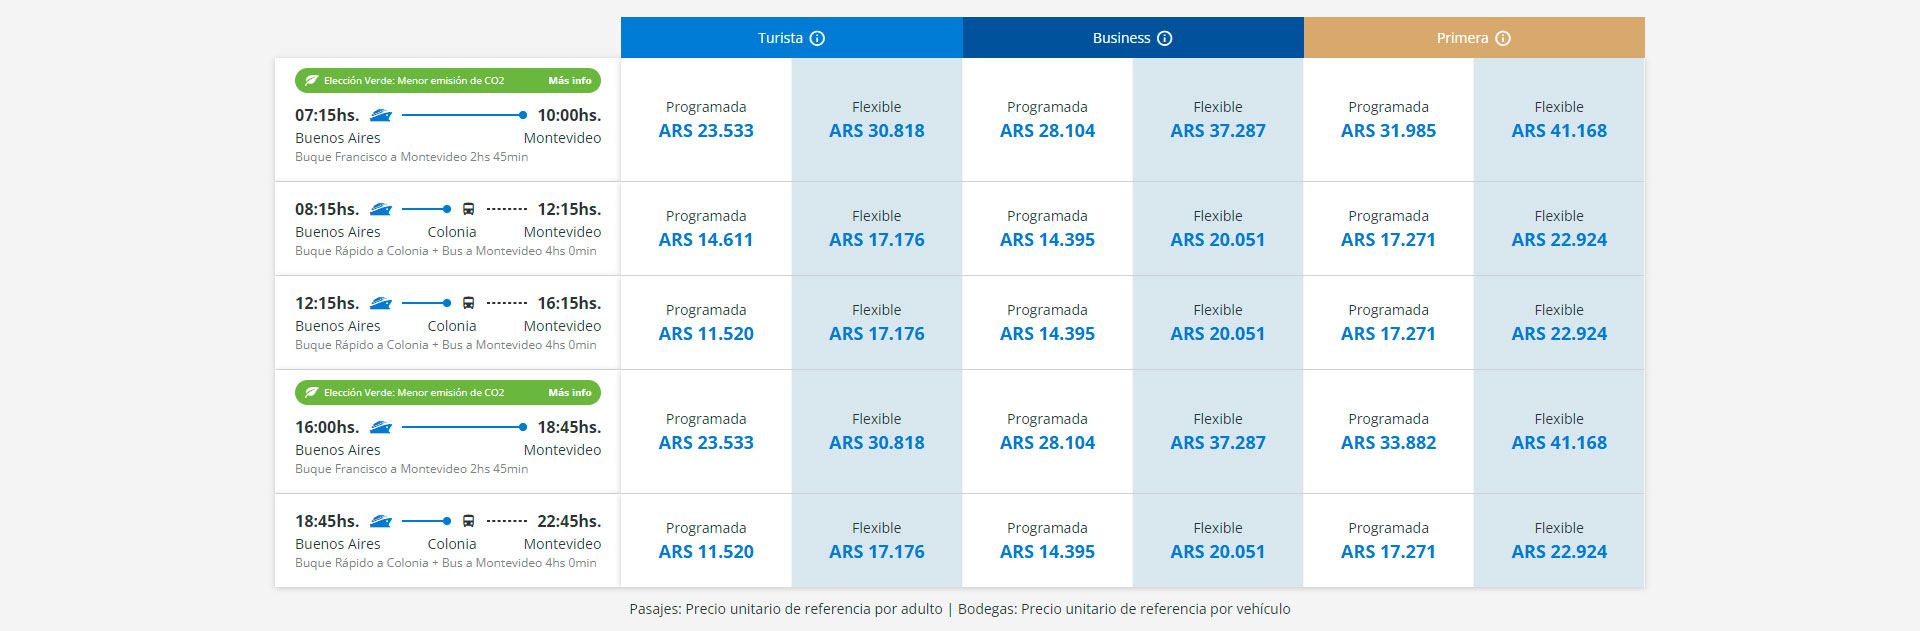 Turista Business Primera
Elección Verde: Menor emisión de CO2 Más info
07:15hs. 10:00hs.
Buenos Aires Montevideo
Buque Francisco a Montevideo 2hs 45min
Programada Flexible Programada Flexible Programada Flexible
ARS 23.533 ARS 30.818 ARS 28.104 ARS 37.287 ARS 31.985 ARS 41.168
08:15hs. 12:15hs.
Buenos Aires Colonia Montevideo
Buque Rápido a Colonia + Bus a Montevideo 4hs 0min
Programada Flexible Programada Flexible Programada Flexible
ARS 14.611 ARS 17.176 ARS 14.395 ARS 20.051 ARS 17.271 ARS 22.924
12:15hs. 16:15hs.
Buenos Aires Colonia Montevideo
Buque Rápido a Colonia + Bus a Montevideo 4hs 0min
Programada Flexible Programada Flexible Programada Flexible
ARS 11.520 ARS 17.176 ARS 14.395 ARS 20.051 ARS 17.271 ARS 22.924
Elección Verde: Menor emisión de CO2 Más info
16:00hs. 18:45hs.
Buenos Aires Montevideo
Buque Francisco a Montevideo 2hs 45min
Programada Flexible Programada Flexible Programada Flexible
ARS 23.533 ARS 30.818 ARS 28.104 ARS 37.287 ARS 33.882 ARS 41.168
18:45hs. 22:45hs.
Buenos Aires Colonia Montevideo
Buque Rápido a Colonia + Bus a Montevideo 4hs 0min
Programada Flexible Programada Flexible Programada Flexible
ARS 11.520 ARS 17.176 ARS 14.395 ARS 20.051 ARS 17.271 ARS 22.924
Pasajes: Precio unitario de referencia por adulto | Bodegas: Precio unitario de referencia por vehículo